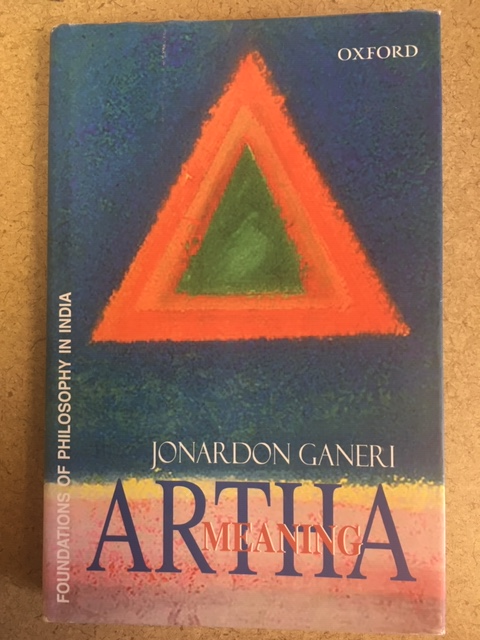 OXFORD
FOUNDATIONS OF PHILOSOPHY IN INDIA
JONARDON GANERI
ARTHA
MEANING